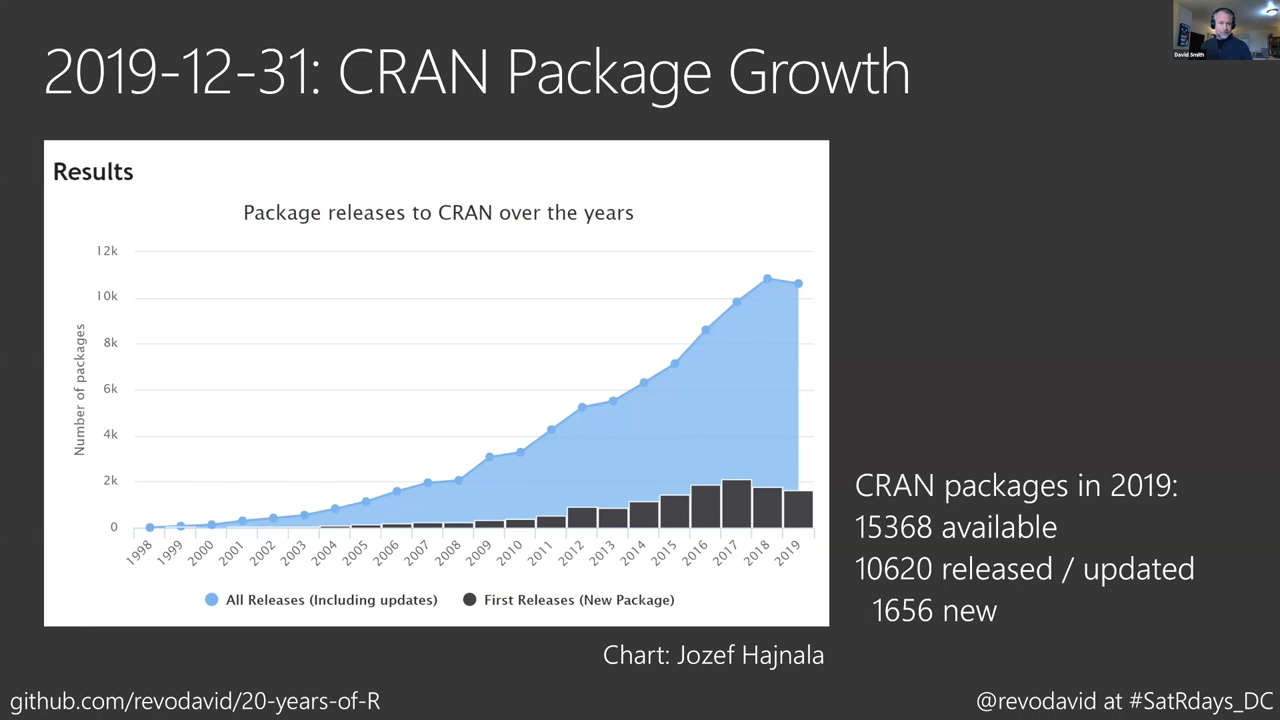 2019-12-31: CRAN Package Growth
David Smith
Results
Package releases to CRAN over the years
Number of packages
12k
10k
8k
6k
4k
2k
0
1998 1999 2000 2001 2002 2003 2004 2005 2006 2007 2008 2009 2010 2011 2012 2013 2014 2015 2016 2017 2018 2019
All Releases (Including updates) First Releases (New Package)
CRAN packages in 2019:
15368 available
10620 released / updated
1656 new
Chart: Jozef Hajnala
github.com/revodavid/20-years-of-R
@revodavid at #SatRdays_DC